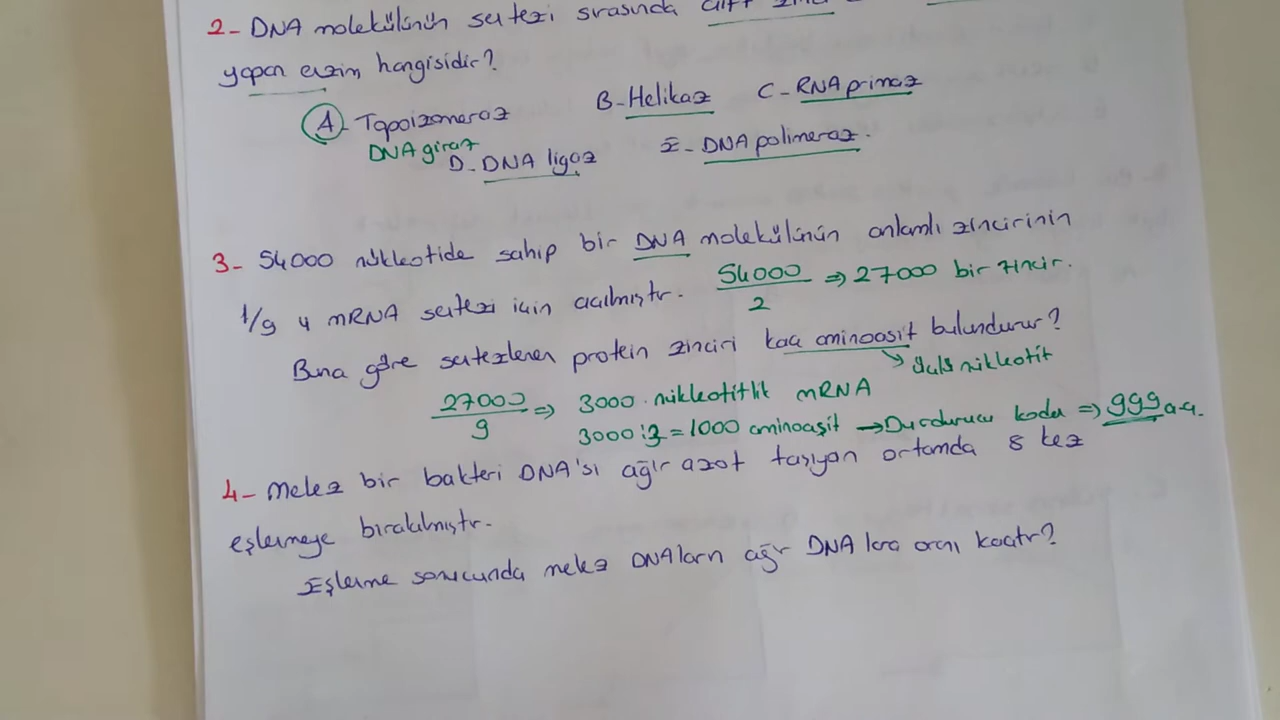 2- DNA molekülünün sentezi sırasında çift
yapan enzim hangisidir?
A- Topoizomeraz B-Helikaz C- RNA primaz
DNA giraz
D- DNA ligaz E- DNA polimeraz.
3- 54000 nükleotide sahip bir DNA molekülünün anlamlı zincirinin
1/9 u mRNA sentezi için açılmıştır. 54000/2 ⇒ 27000 bir zincir.
Buna göre sentezlenen protein zinciri kaç aminoasit bulundurur?
→ üçlü nükleotit
27000/9 ⇒ 3000 nükleotitlik mRNA
3000:3 = 1000 aminoasit → Durdurucu kodu ⇒ 999 a.a.
4- Melez bir bakteri DNA'sı ağır azot taşıyan ortamda 8 kez
eşlemeye bırakılmıştır.
Eşleme sonucunda melez DNAların ağır DNA lara oranı kaçtır?